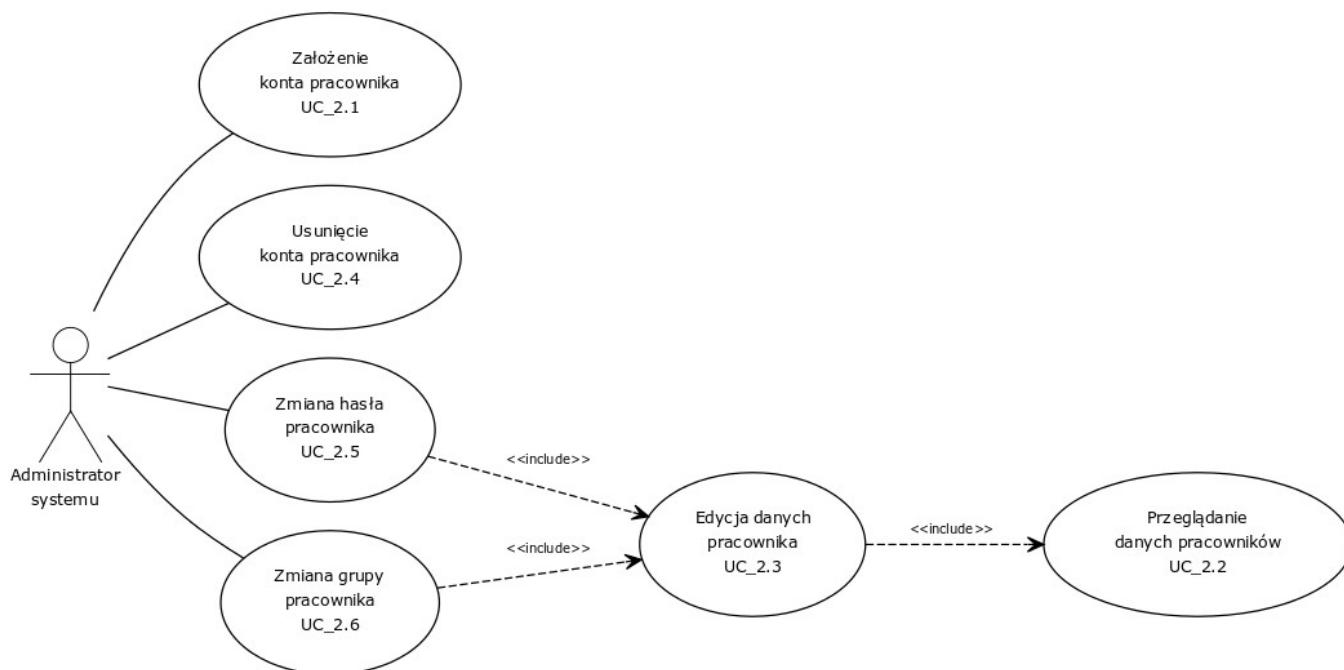 Założenie
konta pracownika
UC_2.1
Usunięcie
konta pracownika
UC_2.4
Zmiana hasła
pracownika
UC_2.5
<<include>>
Administrator
systemu
Edycja danych
pracownika
UC_2.3
<<include>>
Przeglądanie
danych pracowników
UC_2.2
<<include>>
Zmiana grupy
pracownika
UC_2.6